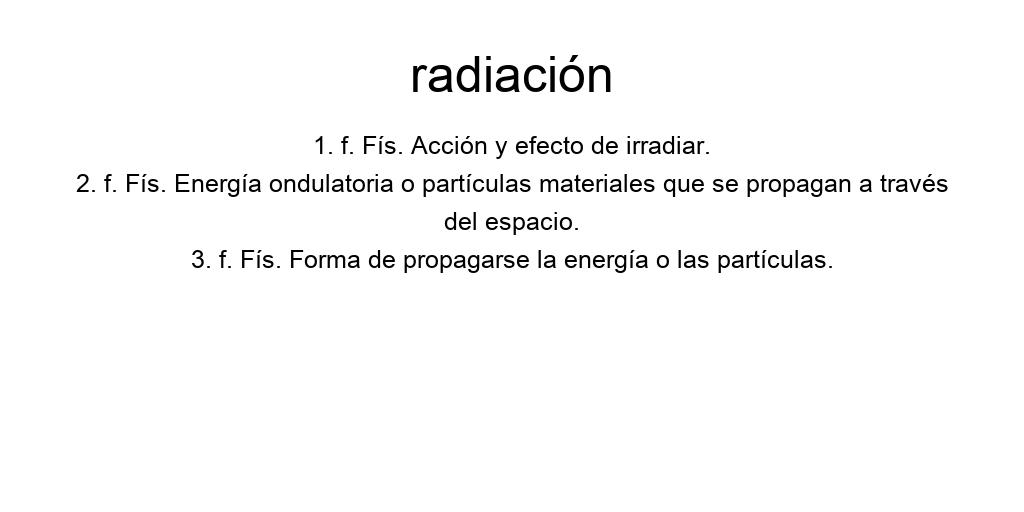 radiación
1. f. Fís. Acción y efecto de irradiar.
2. f. Fís. Energía ondulatoria o partículas materiales que se propagan a través
del espacio.
3. f. Fís. Forma de propagarse la energía o las partículas.